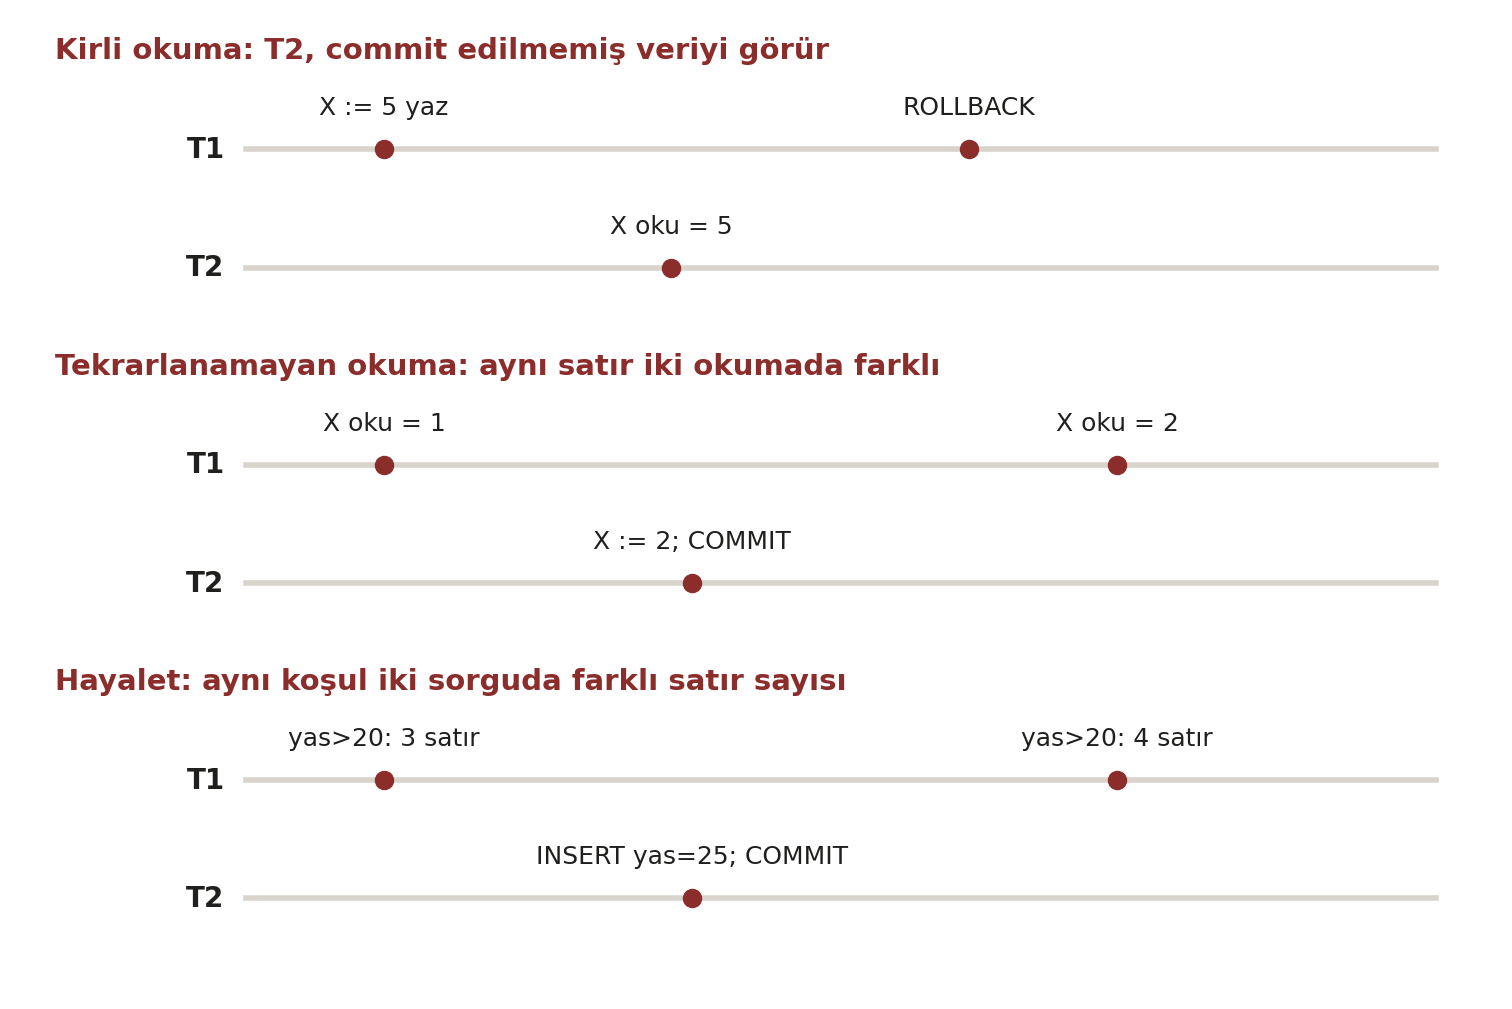 Kirli okuma: T2, commit edilmemiş veriyi görür
X := 5 yaz
ROLLBACK
T1
X oku = 5
T2
Tekrarlanamayan okuma: aynı satır iki okumada farklı
X oku = 1
X oku = 2
T1
X := 2; COMMIT
T2
Hayalet: aynı koşul iki sorguda farklı satır sayısı
yas>20: 3 satır
yas>20: 4 satır
T1
INSERT yas=25; COMMIT
T2